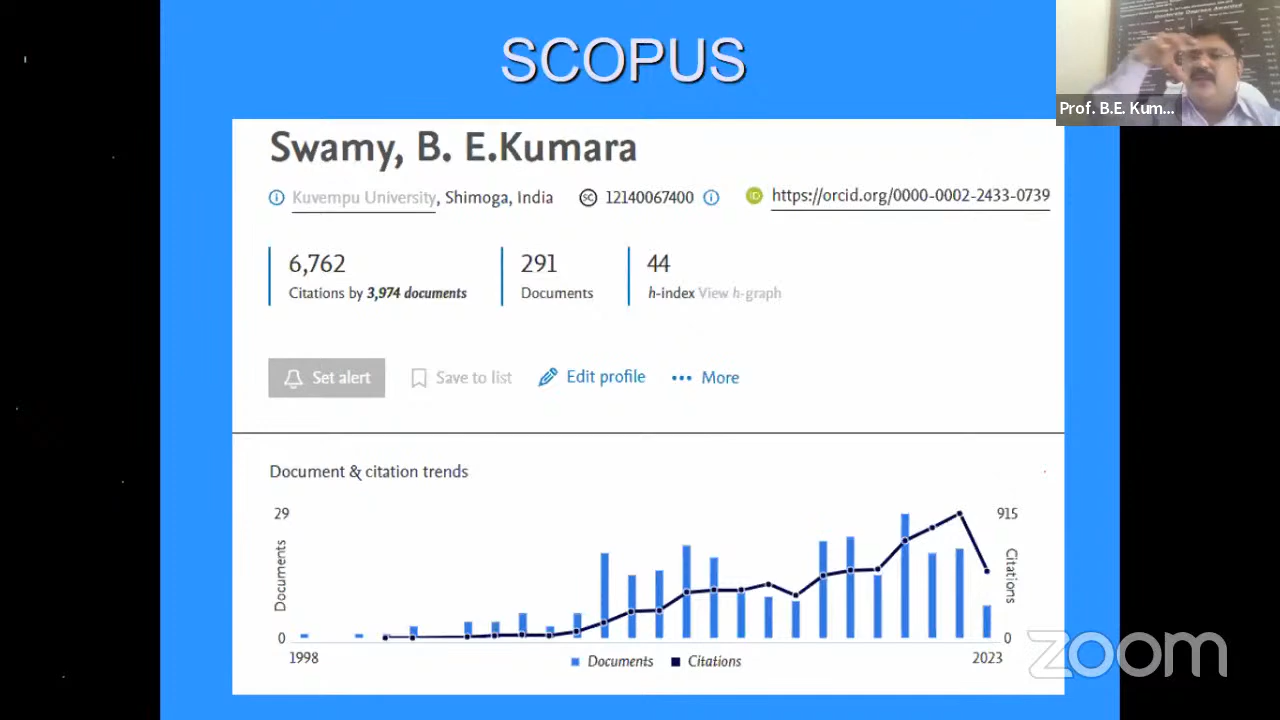 SCOPUS
Prof. B.E. Kum...
Swamy, B. E.Kumara
Kuvempu University, Shimoga, India SC 12140067400 https://orcid.org/0000-0002-2433-0739
6,762 291 44
Citations by 3,974 documents Documents h-index View h-graph
Set alert Save to list Edit profile More
Document & citation trends
29 915
Documents Citations
0 0
1998 2023
Documents Citations
zoom